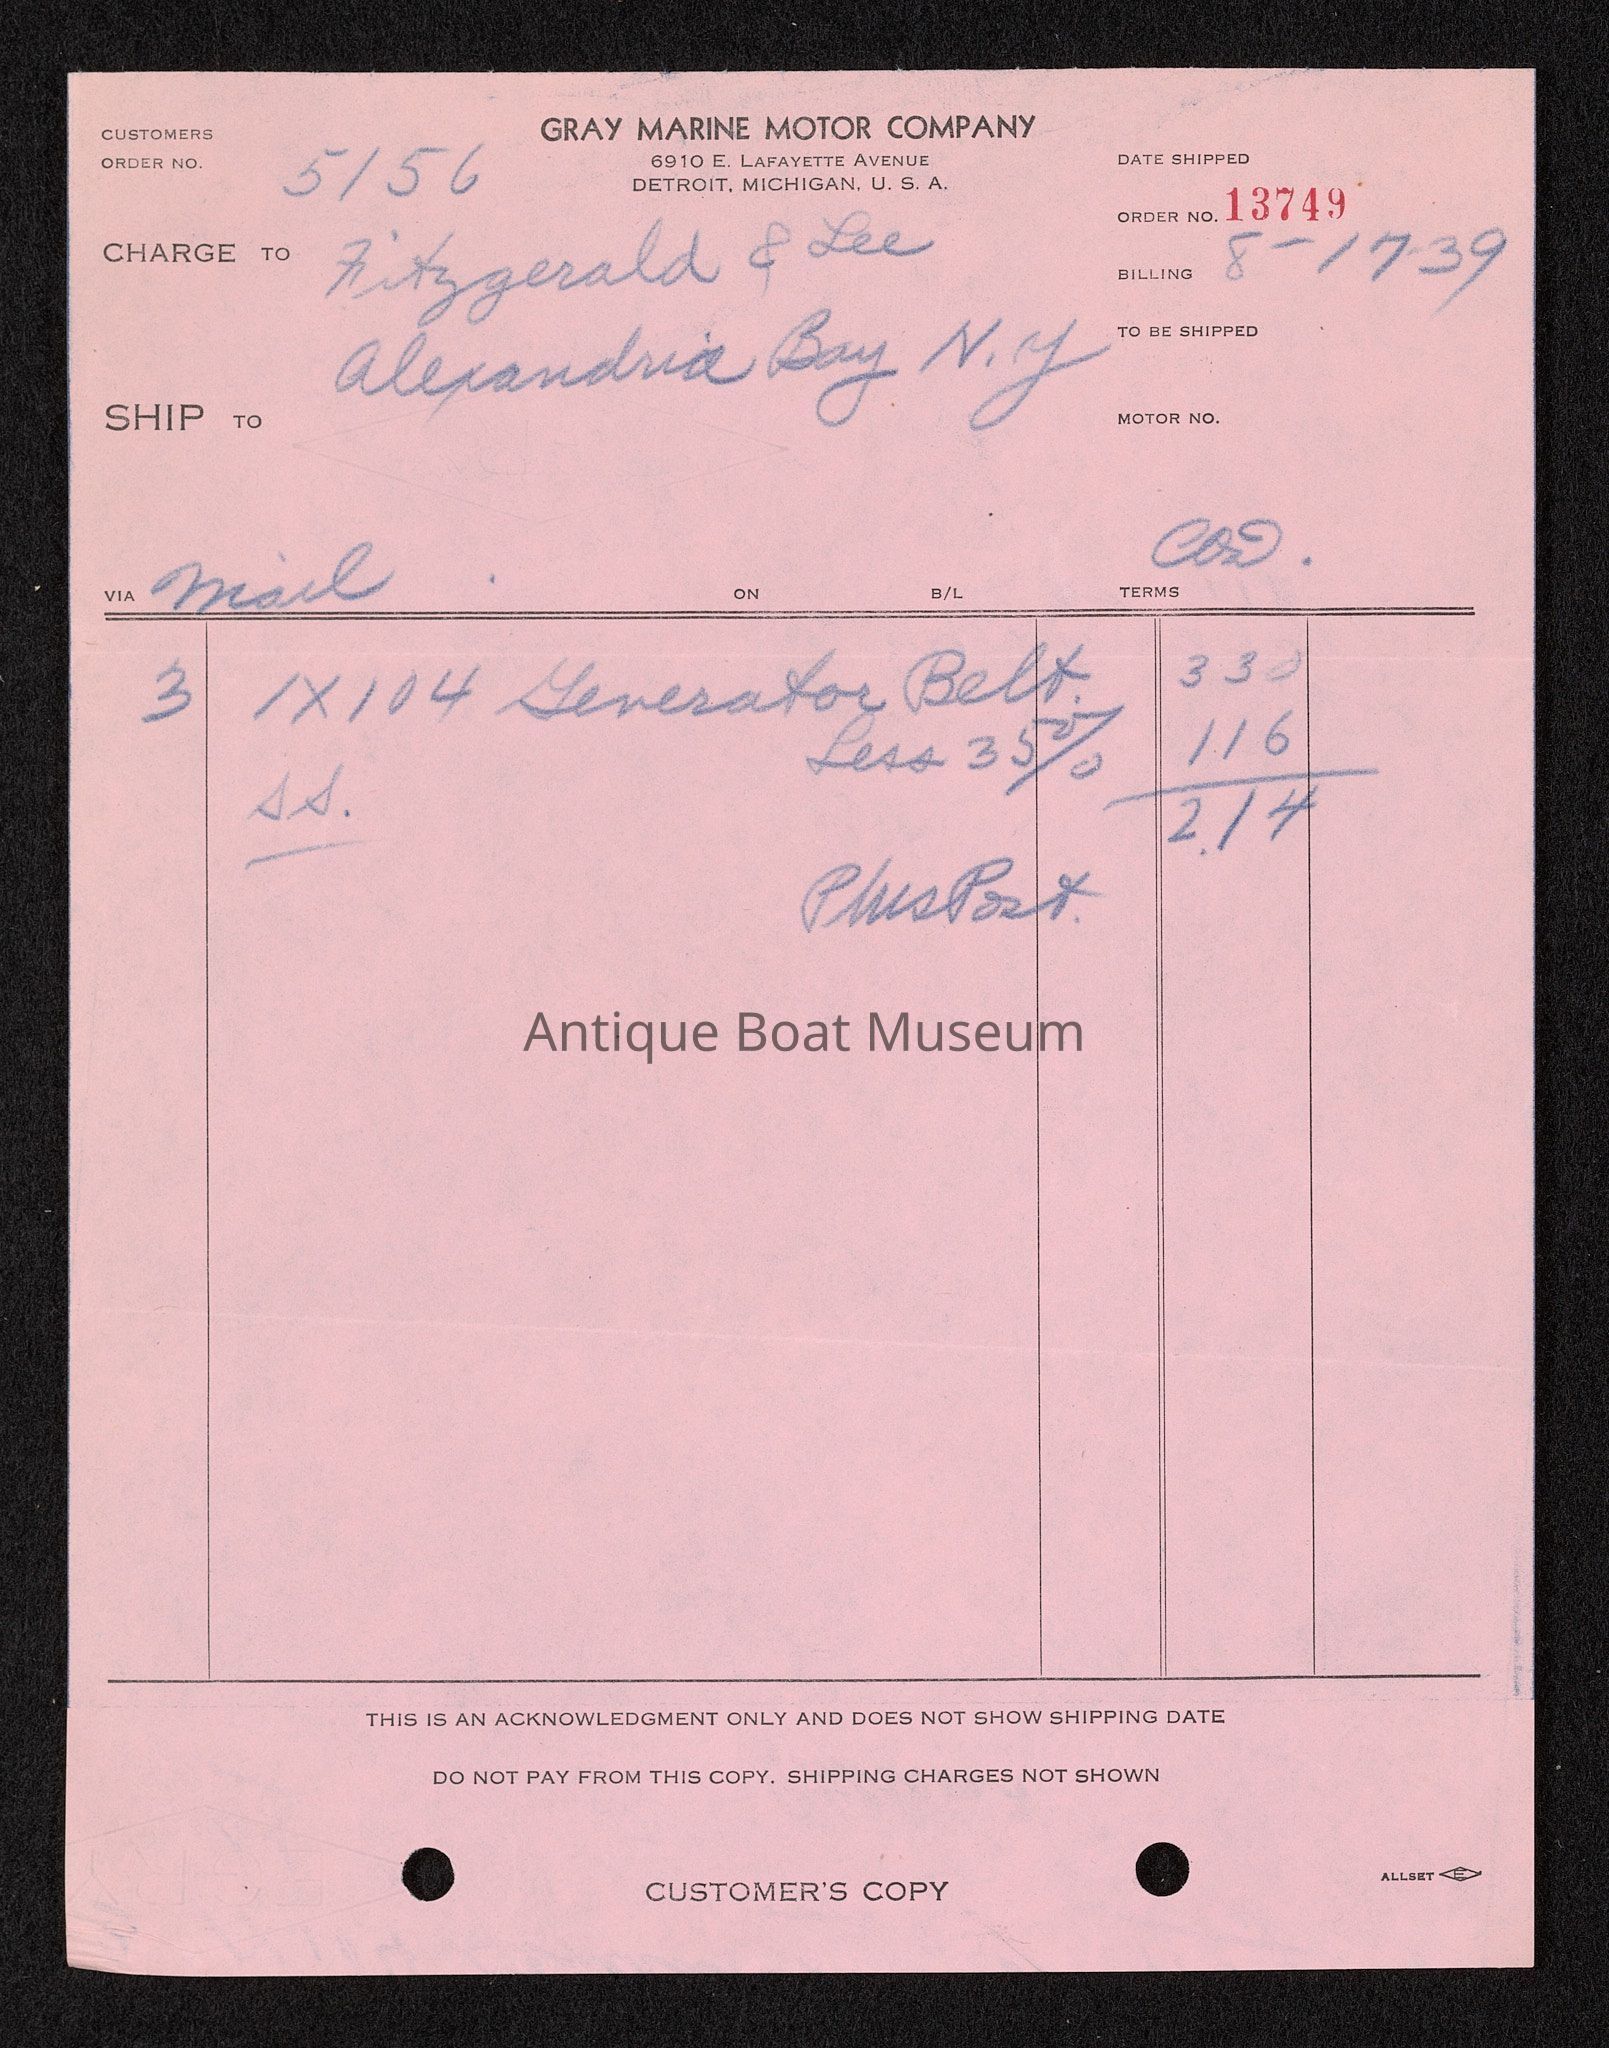 CUSTOMERS
ORDER NO. 5156
GRAY MARINE MOTOR COMPANY
6910 E. LAFAYETTE AVENUE
DETROIT, MICHIGAN, U. S. A.
DATE SHIPPED
ORDER NO. 13749
CHARGE TO Fitzgerald & Lee
BILLING 8-17-39
Alexandria Bay N.Y
TO BE SHIPPED
SHIP TO
MOTOR NO.
VIA Mail
ON
B/L
TERMS COD.
3 1X104 Generator Belt. 330
Less 35% 116
SS. 2.14
Plus Post.
Antique Boat Museum
THIS IS AN ACKNOWLEDGMENT ONLY AND DOES NOT SHOW SHIPPING DATE
DO NOT PAY FROM THIS COPY. SHIPPING CHARGES NOT SHOWN
CUSTOMER'S COPY
ALLSET E